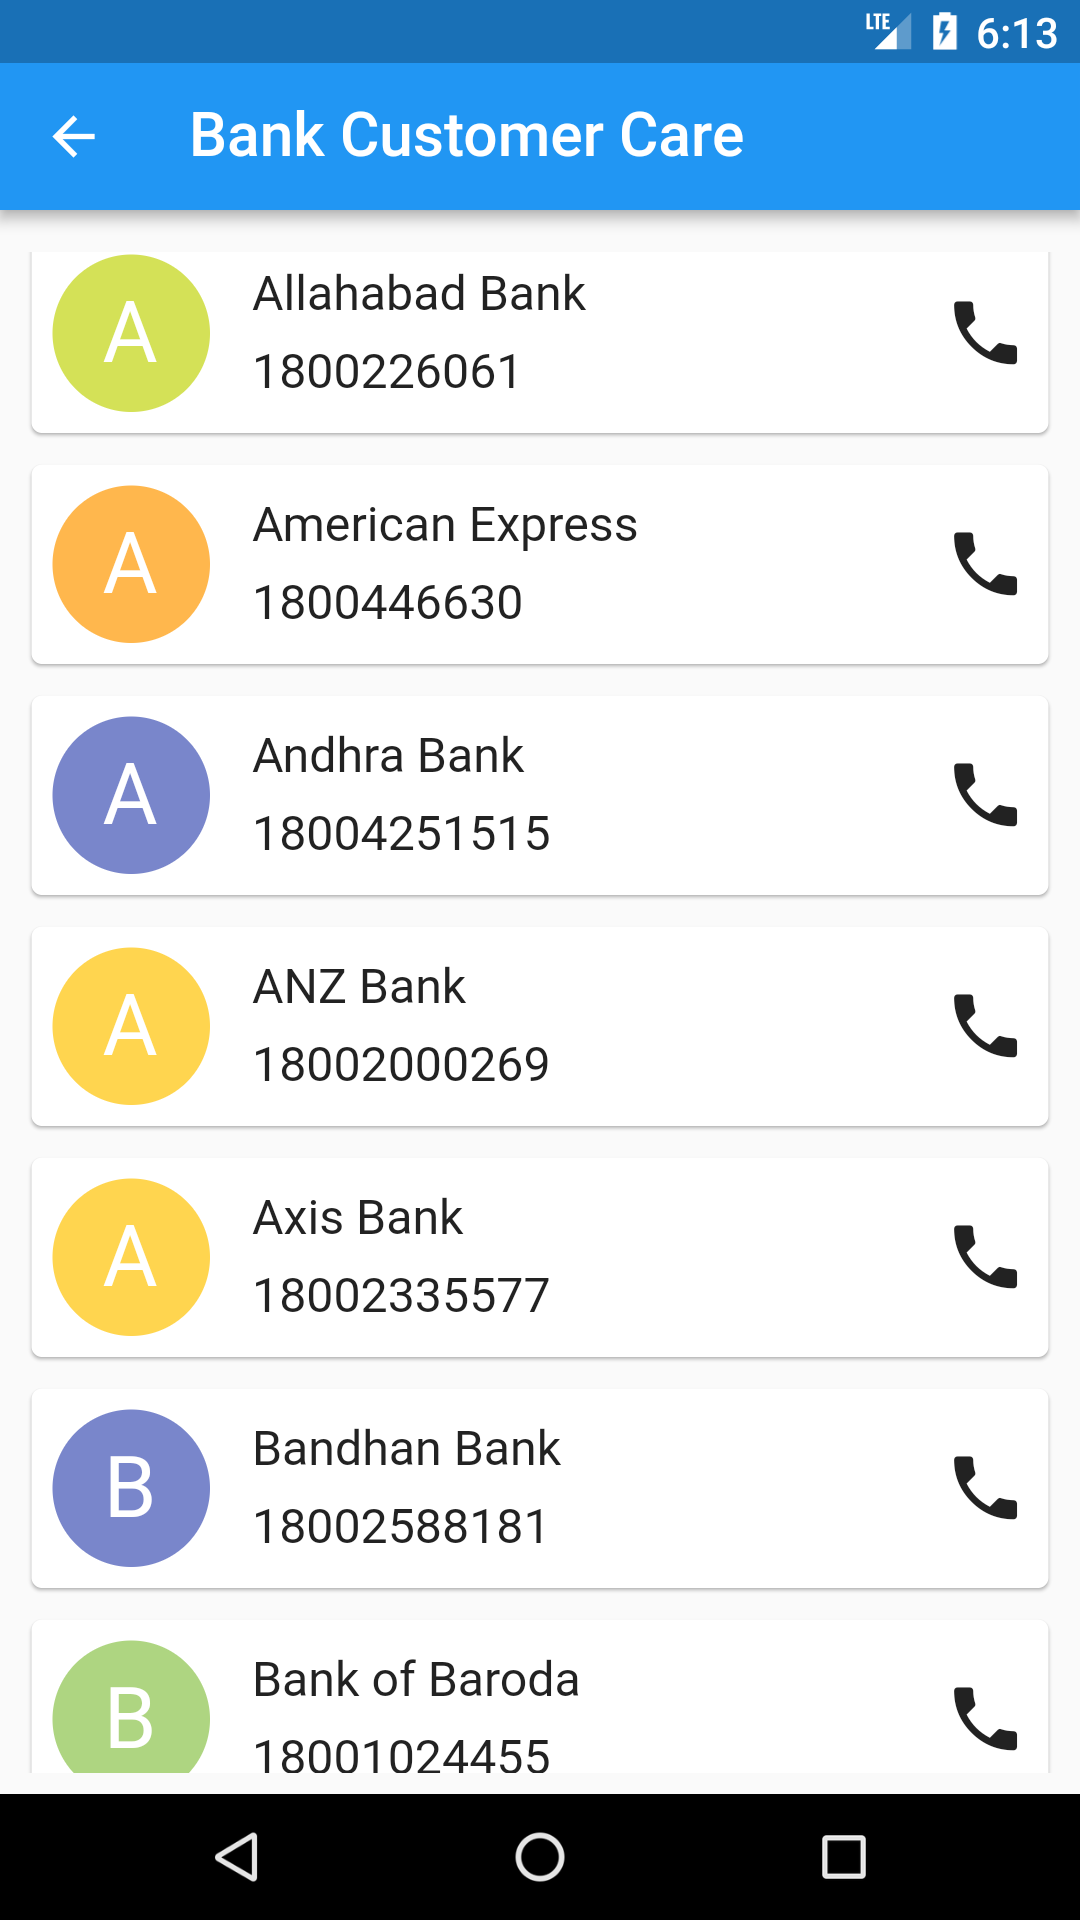 LTE 6:13
Bank Customer Care
A
Allahabad Bank
1800226061
A
American Express
1800446630
A
Andhra Bank
18004251515
A
ANZ Bank
18002000269
A
Axis Bank
18002335577
B
Bandhan Bank
18002588181
B
Bank of Baroda
18001024455